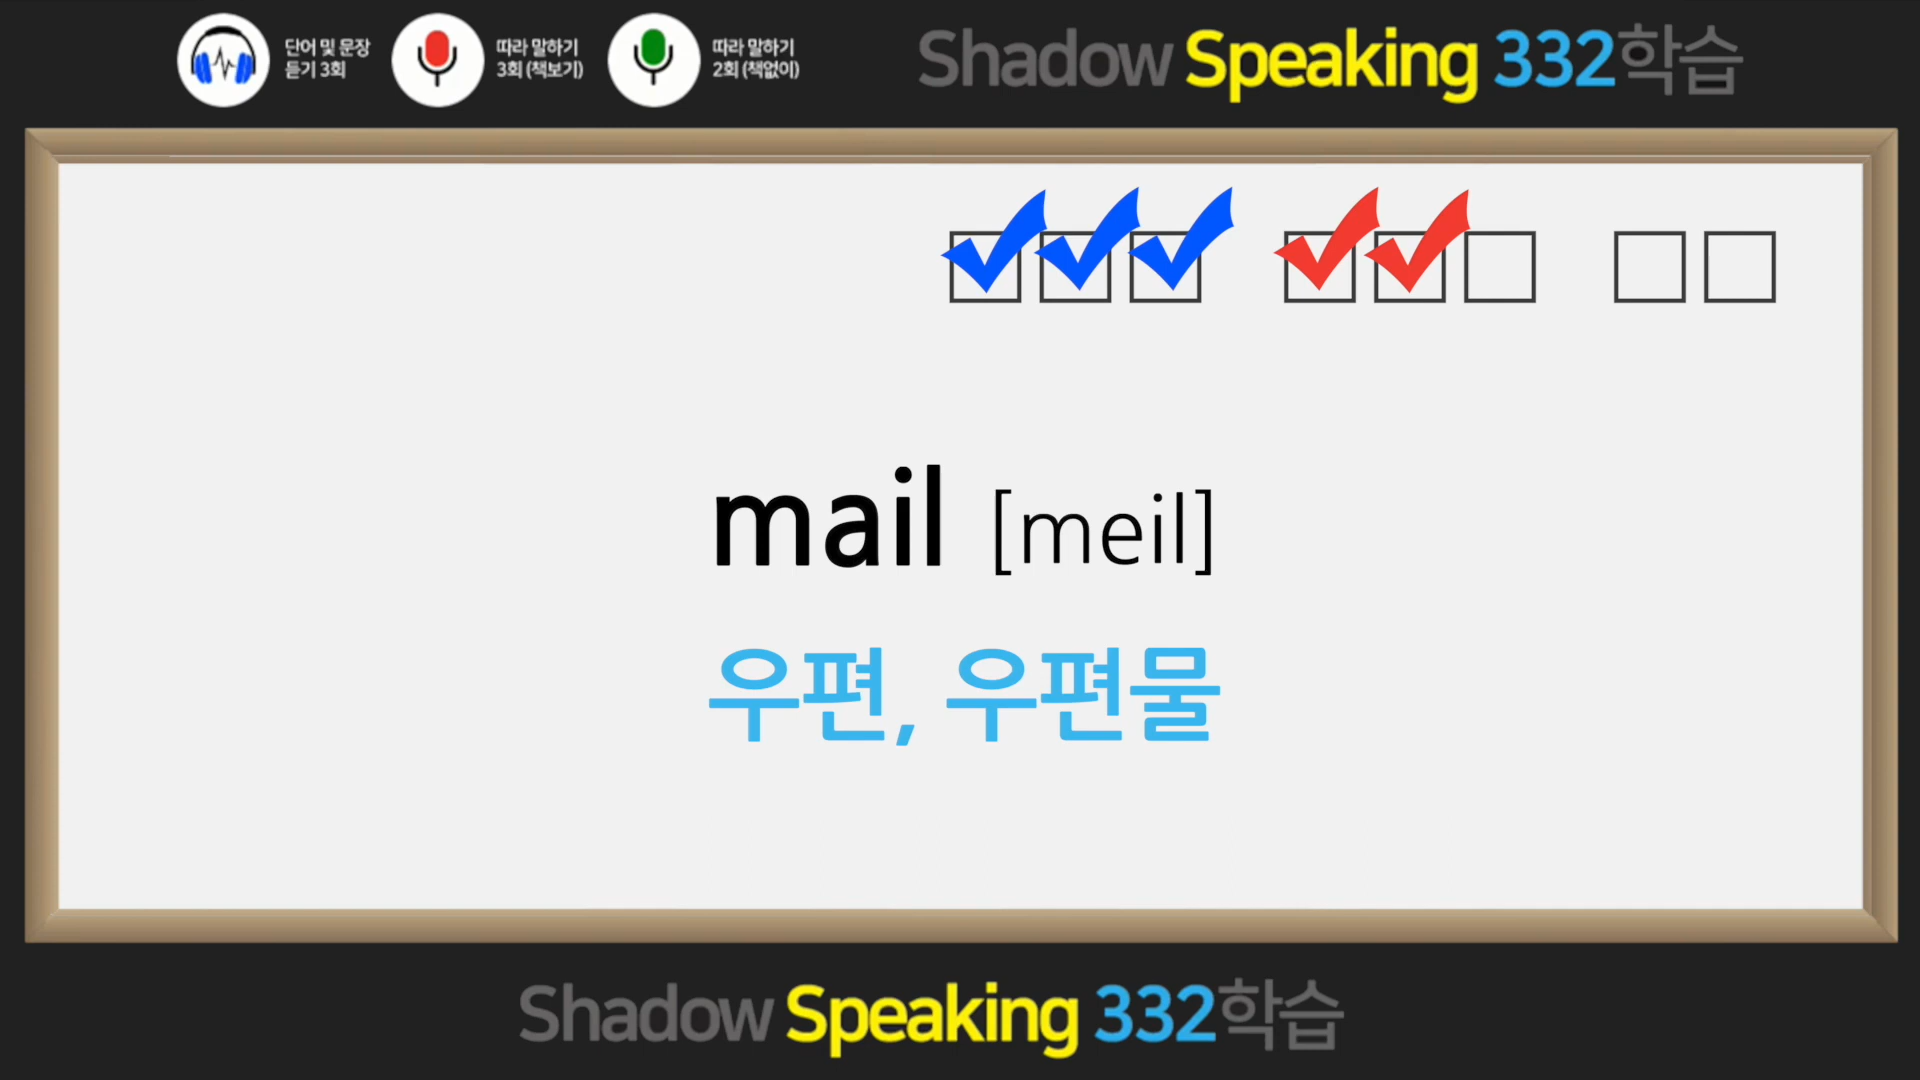 단어 및 문장
듣기 3회
따라 말하기
3회 (책보기)
따라 말하기
2회 (책없이)
Shadow Speaking 332학습
mail [meil]
우편, 우편물
Shadow Speaking 332학습